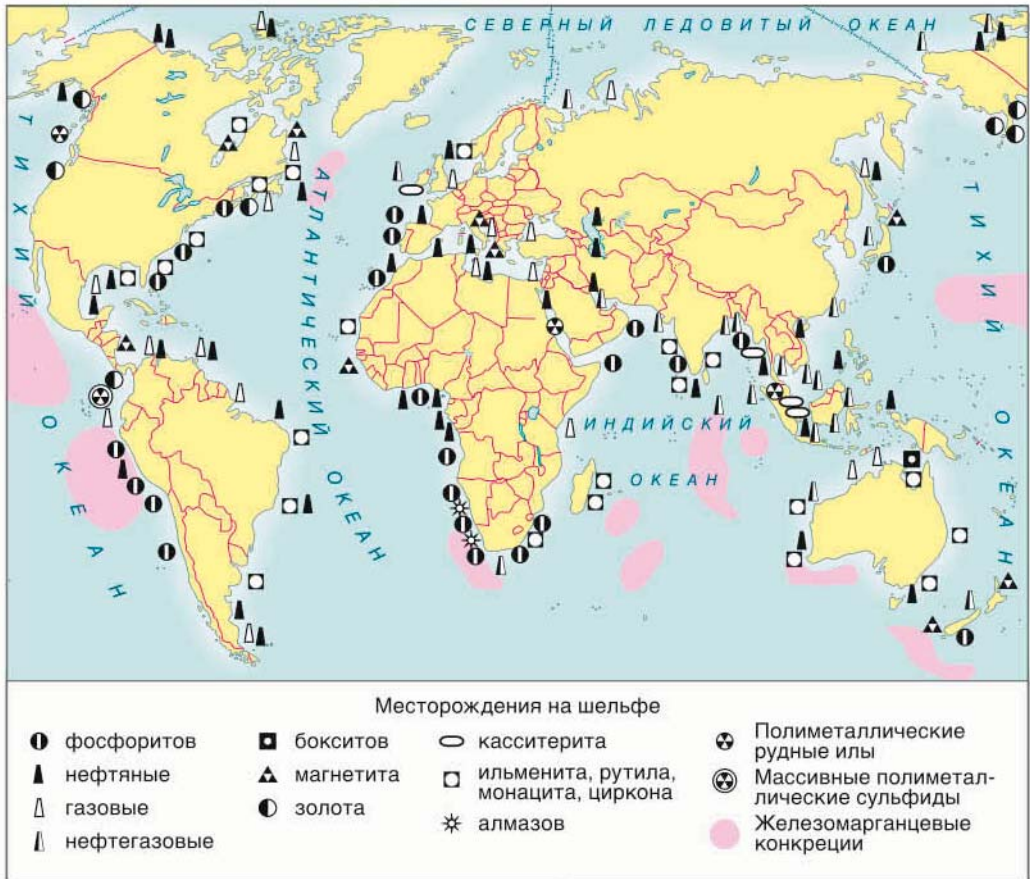 СЕВЕРНЫЙ ЛЕДОВИТЫЙ ОКЕАН
ТИХИЙ
ОКЕАН
АТЛАНТИЧЕСКИЙ
ОКЕАН
ИНДИЙСКИЙ
ОКЕАН
ТИХИЙ
ОКЕАН
Месторождения на шельфе
фосфоритов
нефтяные
газовые
нефтегазовые
бокситов
магнетита
золота
касситерита
ильменита, рутила,
монацита, циркона
алмазов
Полиметаллические
рудные илы
Массивные полиметал-
лические сульфиды
Железомарганцевые
конкреции